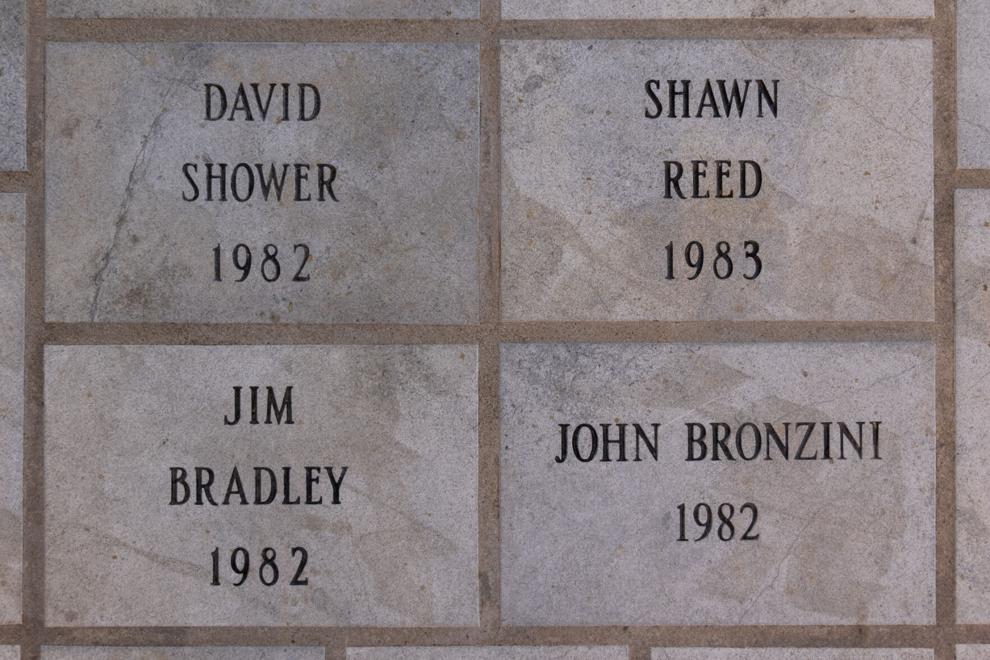 DAVID
SHOWER
1982
SHAWN
REED
1983
JIM
BRADLEY
1982
JOHN BRONZINI
1982